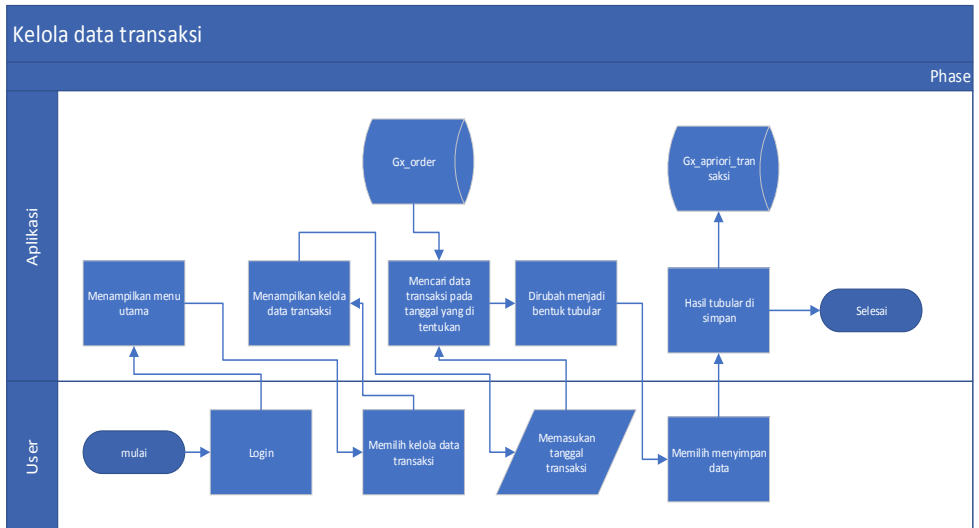 Kelola data transaksi
Phase
Aplikasi
Gx_order
Gx_apriori_tran
saksi
Menampilkan menu
utama
Menampilkan kelola
data transaksi
Mencari data
transaksi pada
tanggal yang di
tentukan
Dirubah menjadi
bentuk tubular
Hasil tubular di
simpan
Selesai
User
mulai
Login
Memilih kelola data
transaksi
Memasukan
tanggal
transaksi
Memilih menyimpan
data